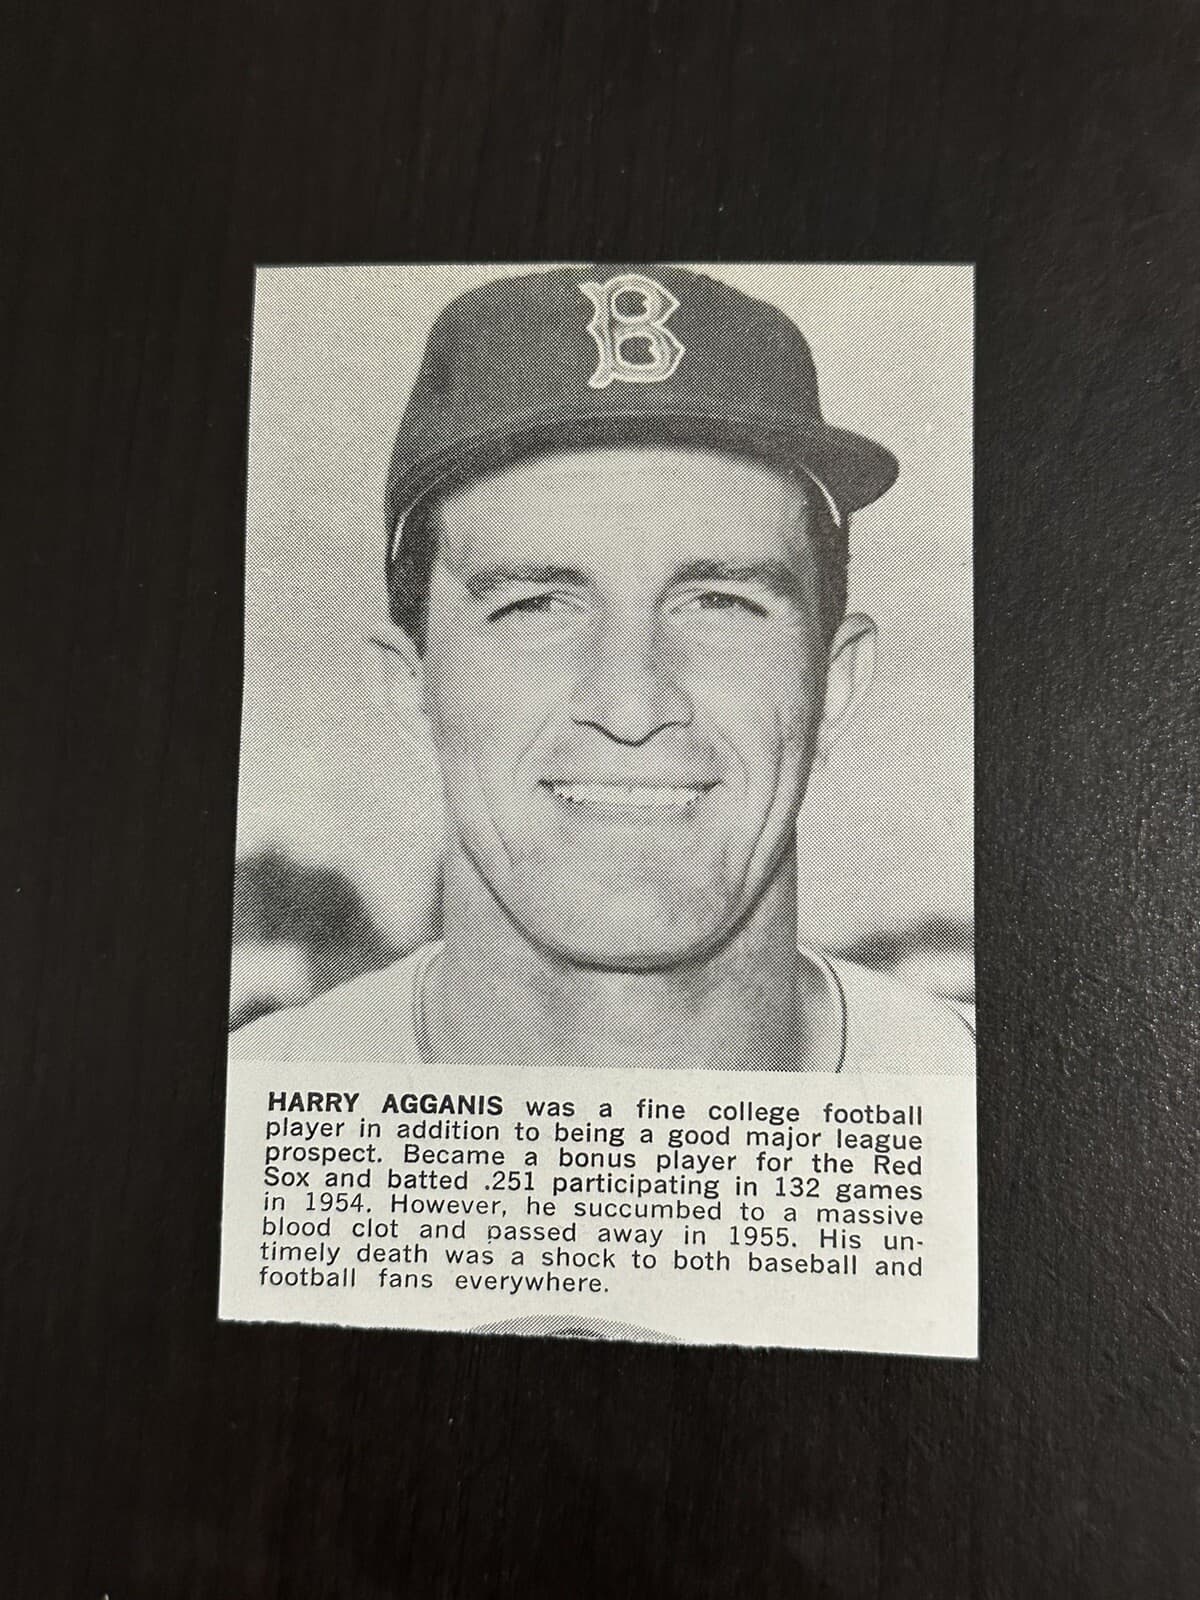 B
HARRY AGGANIS was a fine college football
player in addition to being a good major league
prospect. Became a bonus player for the Red
Sox and batted .251 participating in 132 games
in 1954. However, he succumbed to a massive
blood clot and passed away in 1955. His un-
timely death was a shock to both baseball and
football fans everywhere.